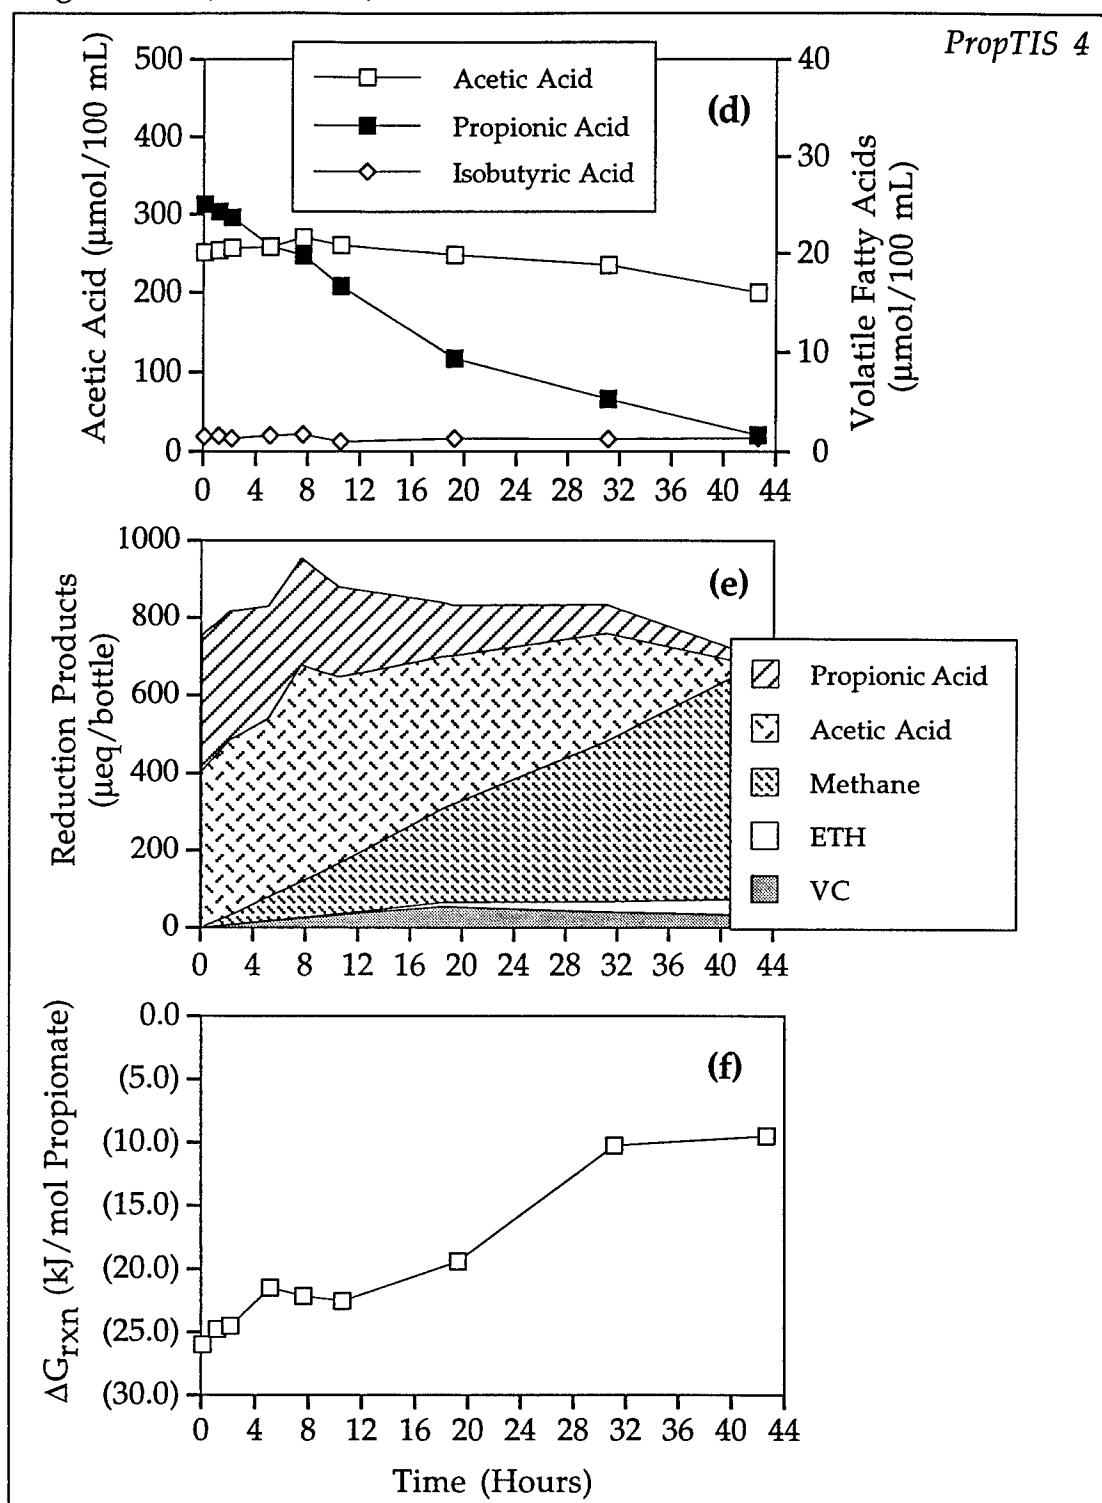 PropTIS 4
(d)
Acetic Acid
Propionic Acid
Isobutyric Acid
500
400
300
200
100
0
Acetic Acid (µmol/100 mL)
40
30
20
10
0
Volatile Fatty Acids
(µmol/100 mL)
0 4 8 12 16 20 24 28 32 36 40 44
(e)
1000
800
600
400
200
0
Reduction Products
(µeq/bottle)
Propionic Acid
Acetic Acid
Methane
ETH
VC
0 4 8 12 16 20 24 28 32 36 40 44
(f)
0.0
(5.0)
(10.0)
(15.0)
(20.0)
(25.0)
(30.0)
ΔGrxn (kJ/mol Propionate)
0 4 8 12 16 20 24 28 32 36 40 44
Time (Hours)